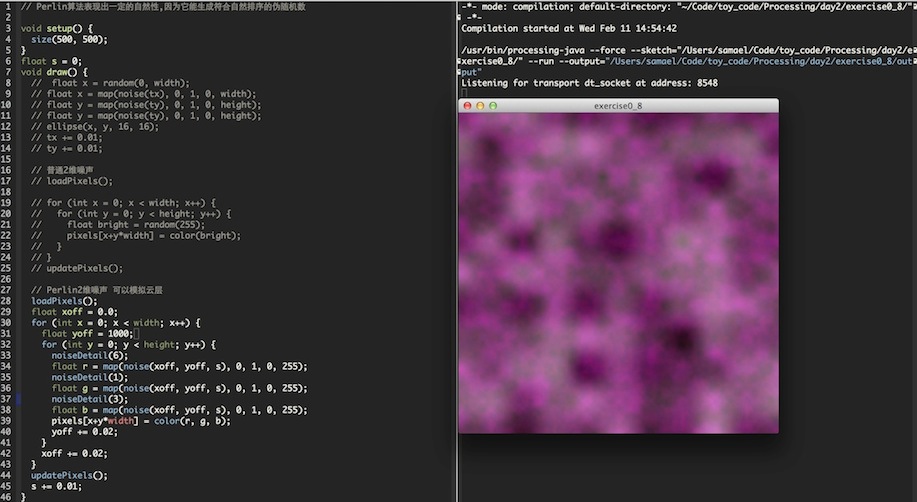 1 // Perlin算法表现出一定的自然性,因为它能生成符合自然排序的伪随机数
2
3 void setup() {
4   size(500, 500);
5 }
6 float s = 0;
7 void draw() {
8   //  float x = random(0, width);
9   // float x = map(noise(tx), 0, 1, 0, width);
10   // float y = map(noise(ty), 0, 1, 0, height);
11   // float y = map(noise(ty), 0, 1, 0, height);
12   // ellipse(x, y, 16, 16);
13   // tx += 0.01;
14   // ty += 0.01;
15
16   // 普通2维噪声
17   // loadPixels();
18
19   // for (int x = 0; x < width; x++) {
20   //   for (int y = 0; y < height; y++) {
21   //     float bright = random(255);
22   //     pixels[x+y*width] = color(bright);
23   //   }
24   // }
25   // updatePixels();
26
27   // Perlin2维噪声 可以模拟云层
28   loadPixels();
29   float xoff = 0.0;
30   for (int x = 0; x < width; x++) {
31     float yoff = 1000;
32     for (int y = 0; y < height; y++) {
33       noiseDetail(6);
34       float r = map(noise(xoff, yoff, s), 0, 1, 0, 255);
35       noiseDetail(1);
36       float g = map(noise(xoff, yoff, s), 0, 1, 0, 255);
37       noiseDetail(3);
38       float b = map(noise(xoff, yoff, s), 0, 1, 0, 255);
39       pixels[x+y*width] = color(r, g, b);
40       yoff += 0.02;
41     }
42     xoff += 0.02;
43   }
44   updatePixels();
45   s += 0.01;
46 }
-*- mode: compilation; default-directory: "~/Code/toy_code/Processing/day2/exercise0_8/"
-*-
Compilation started at Wed Feb 11 14:54:42

/usr/bin/processing-java --force --sketch="/Users/samael/Code/toy_code/Processing/day2/e
xercise0_8/" --run --output="/Users/samael/Code/toy_code/Processing/day2/exercise0_8/out
put"
Listening for transport dt_socket at address: 8548
exercise0_8